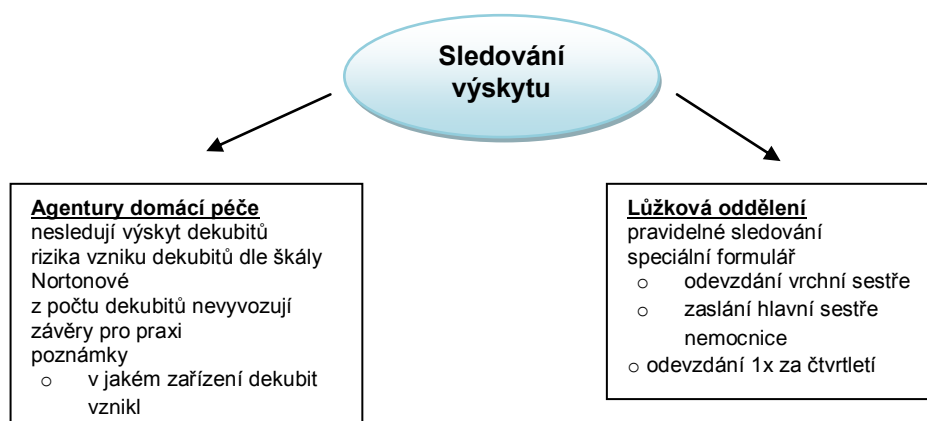 Sledování
výskytu
Agentury domácí péče
nesledují výskyt dekubitů
rizika vzniku dekubitů dle škály
Nortonové
z počtu dekubitů nevyvozují
závěry pro praxi
poznámky
o v jakém zařízení dekubit
vznikl
Lůžková oddělení
pravidelné sledování
speciální formulář
o odevzdání vrchní sestře
o zaslání hlavní sestře
nemocnice
o odevzdání 1x za čtvrtletí